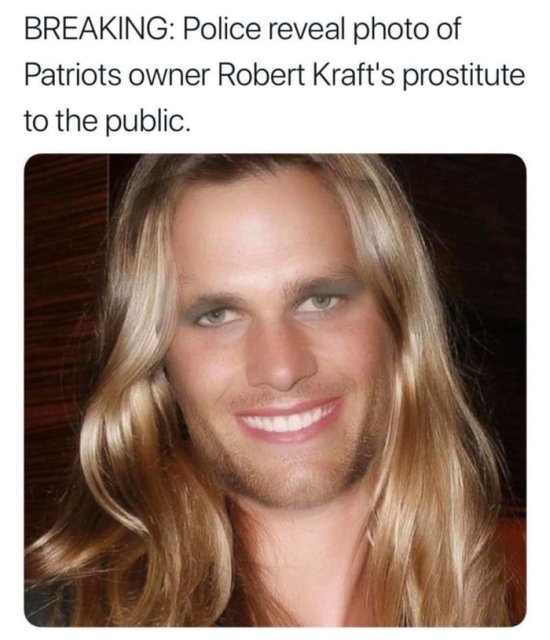 BREAKING: Police reveal photo of
Patriots owner Robert Kraft's prostitute
to the public.